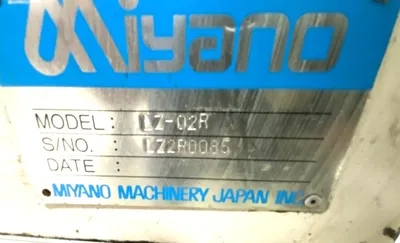 Miyano
MODEL : LZ-02R
S/NO. : LZ2R0085
DATE :
MIYANO MACHINERY JAPAN INC